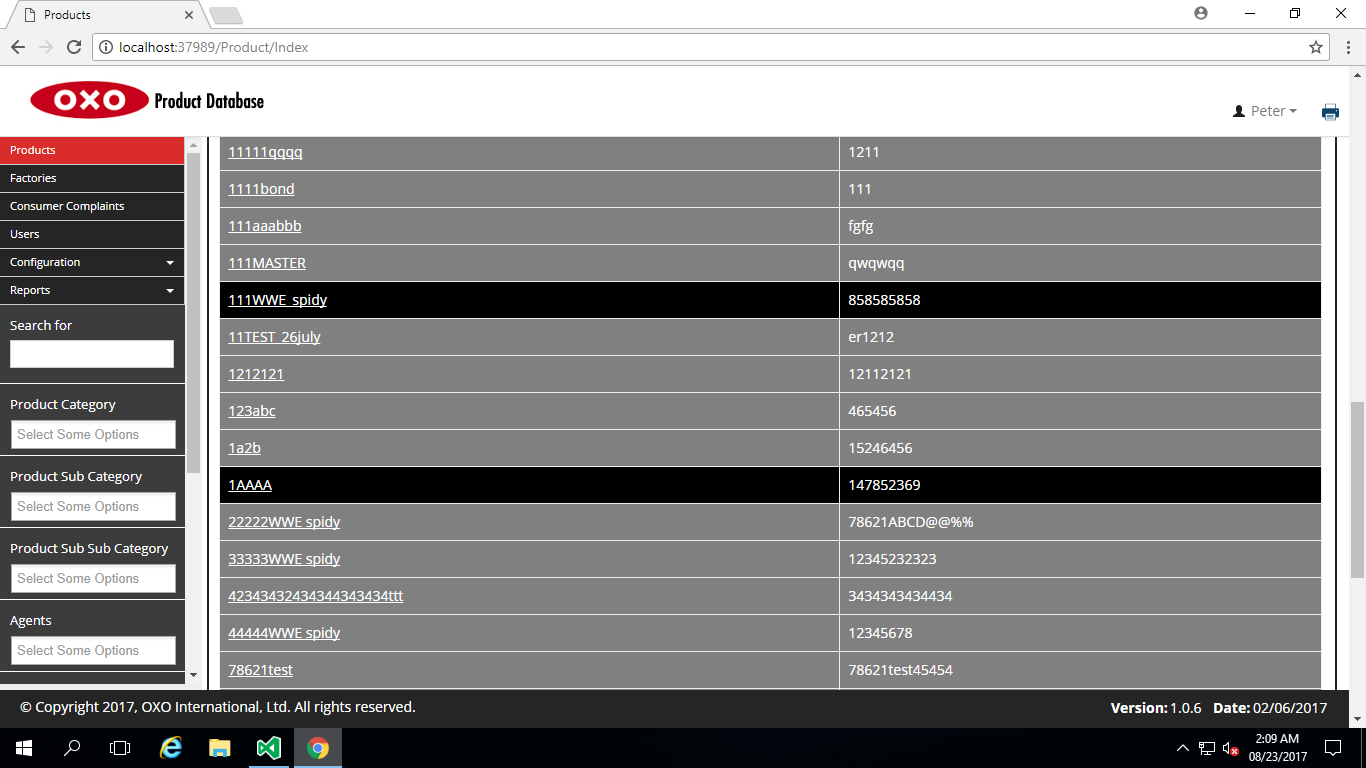 Products
localhost:37989/Product/Index
OXO Product Database
Peter
Products
Factories
Consumer Complaints
Users
Configuration
Reports
Search for
Product Category
Select Some Options
Product Sub Category
Select Some Options
Product Sub Sub Category
Select Some Options
Agents
Select Some Options
11111qqqq 1211
1111bond 111
111aaabbb fgfg
111MASTER qwqwqq
111WWE spidy 858585858
11TEST 26july er1212
1212121 12112121
123abc 465456
1a2b 15246456
1AAAA 147852369
22222WWE spidy 78621ABCD@@%%
33333WWE spidy 12345232323
42343432434344343434ttt 3434343434434
44444WWE spidy 12345678
78621test 78621test45454
© Copyright 2017, OXO International, Ltd. All rights reserved.
Version: 1.0.6 Date: 02/06/2017
2:09 AM
08/23/2017